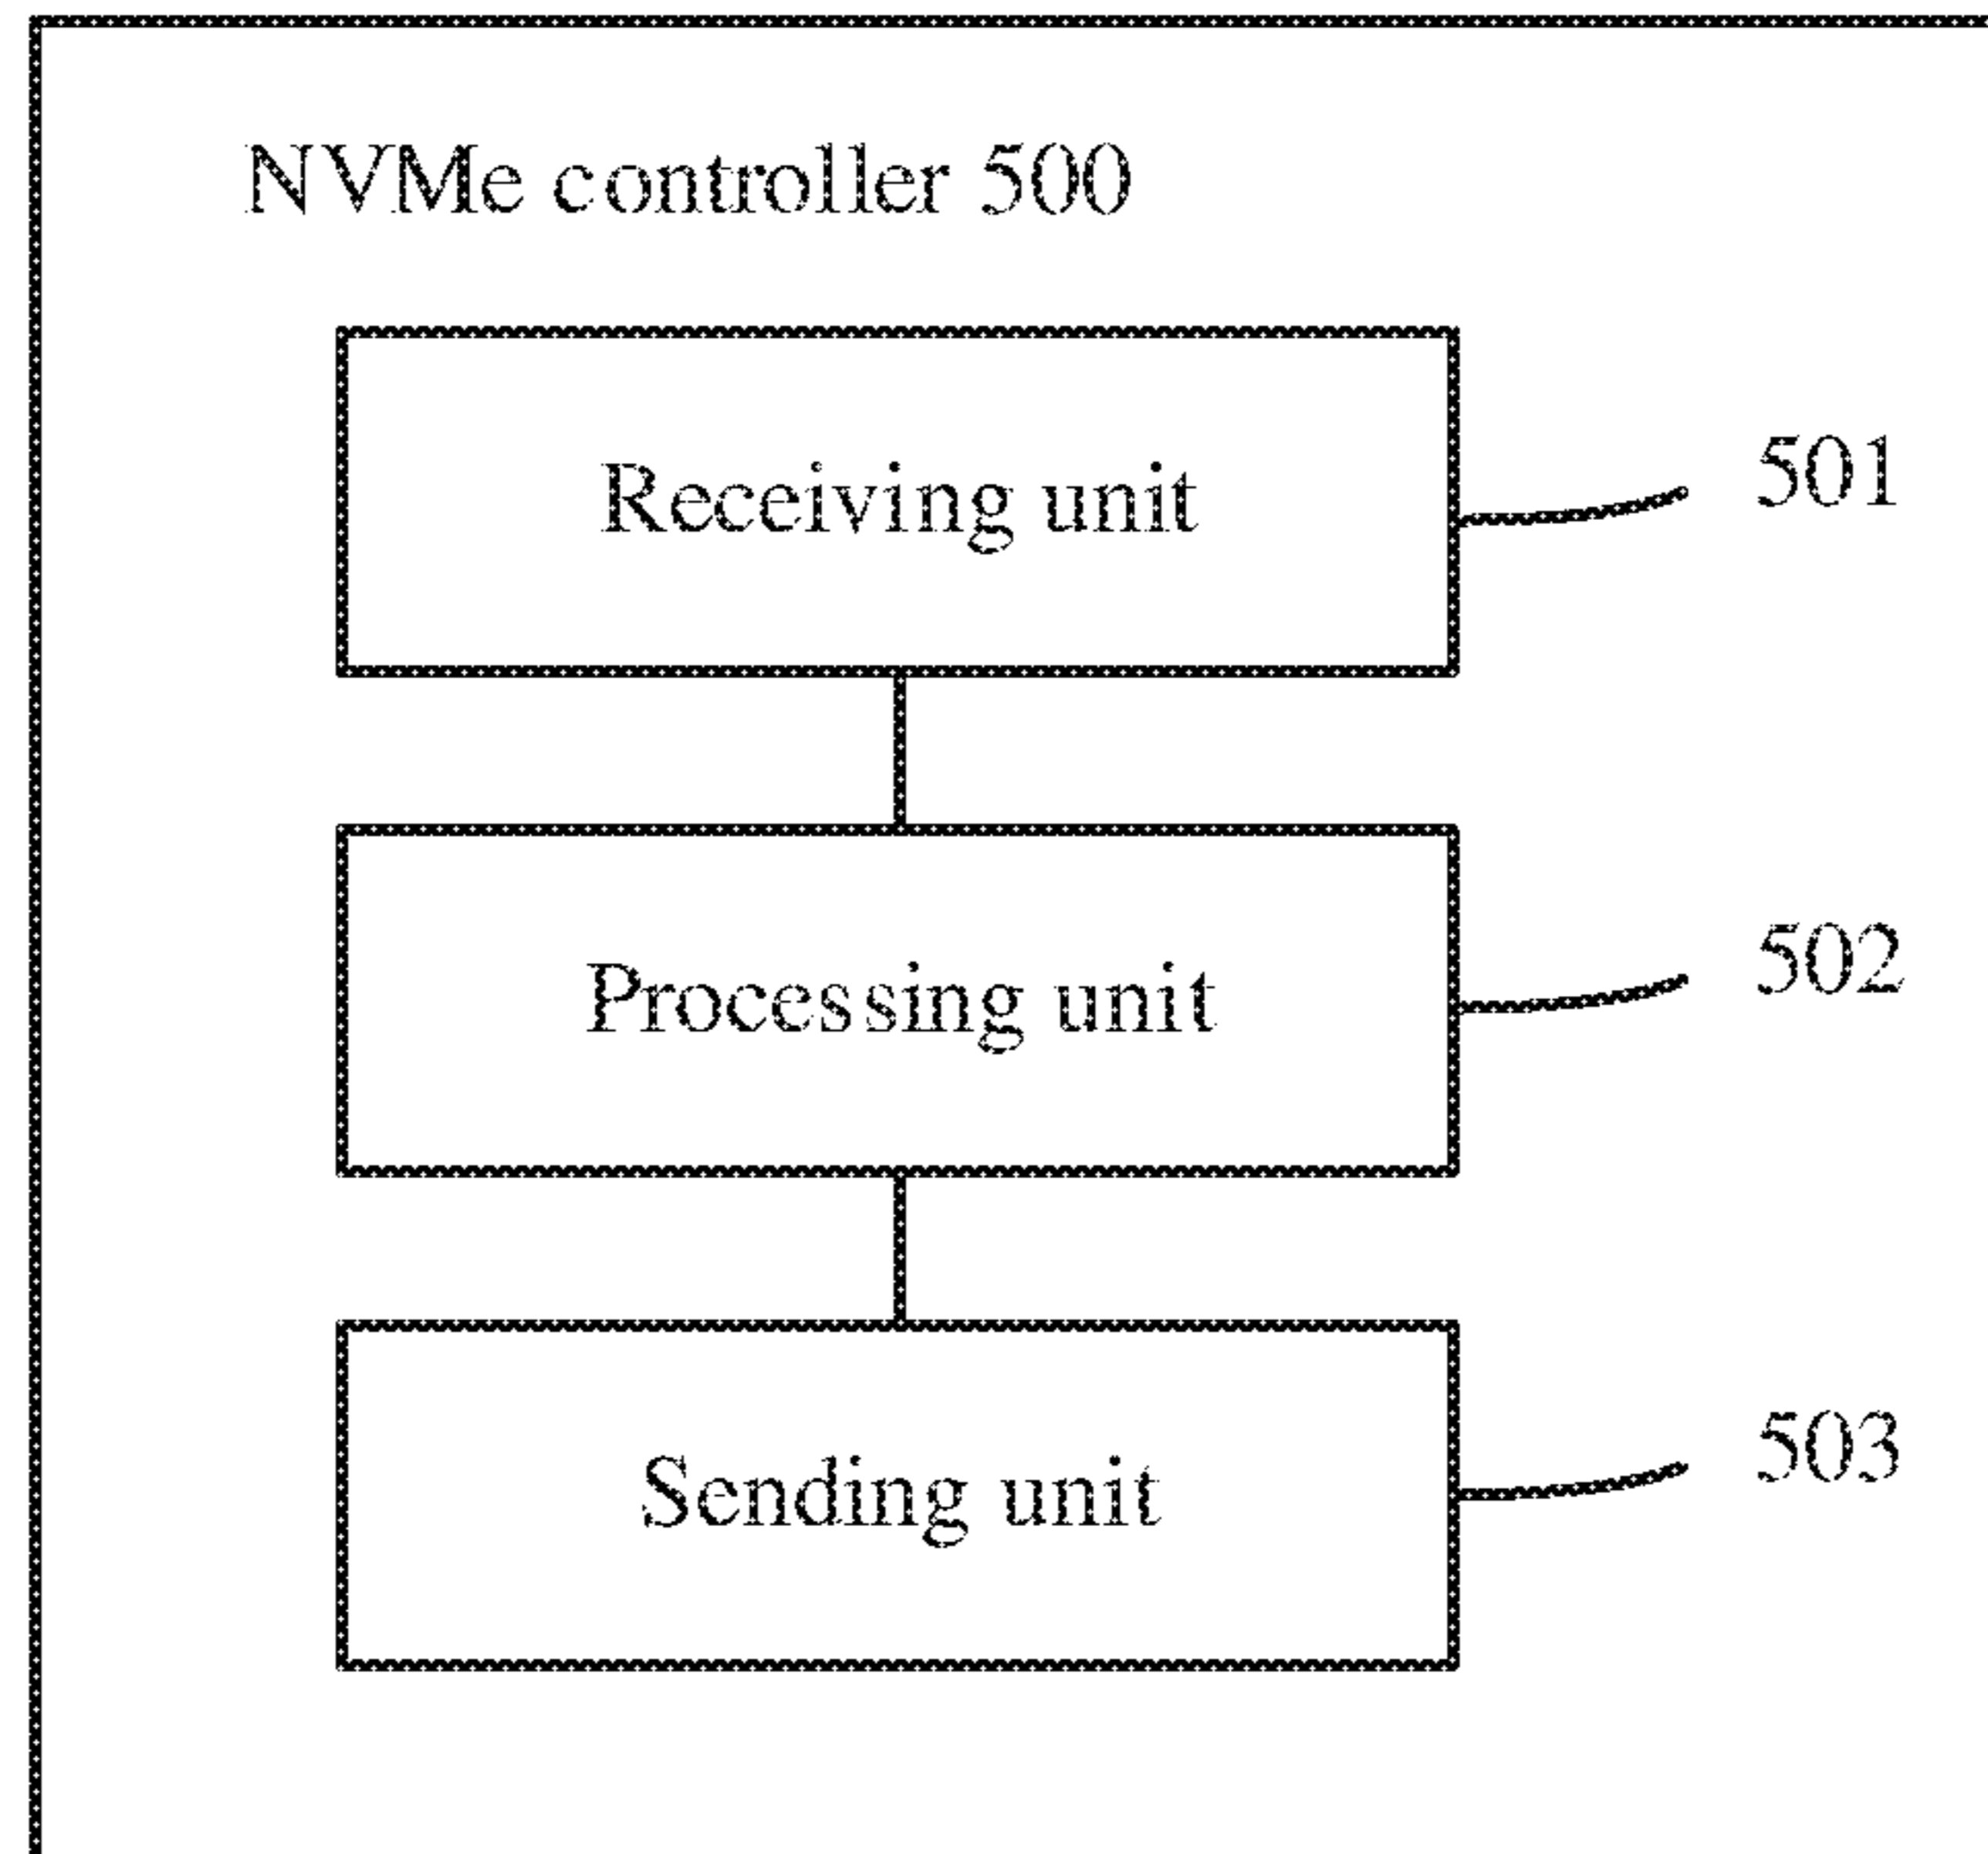 NVMe controller 500
Receiving unit
501
Processing unit
502
Sending unit
503